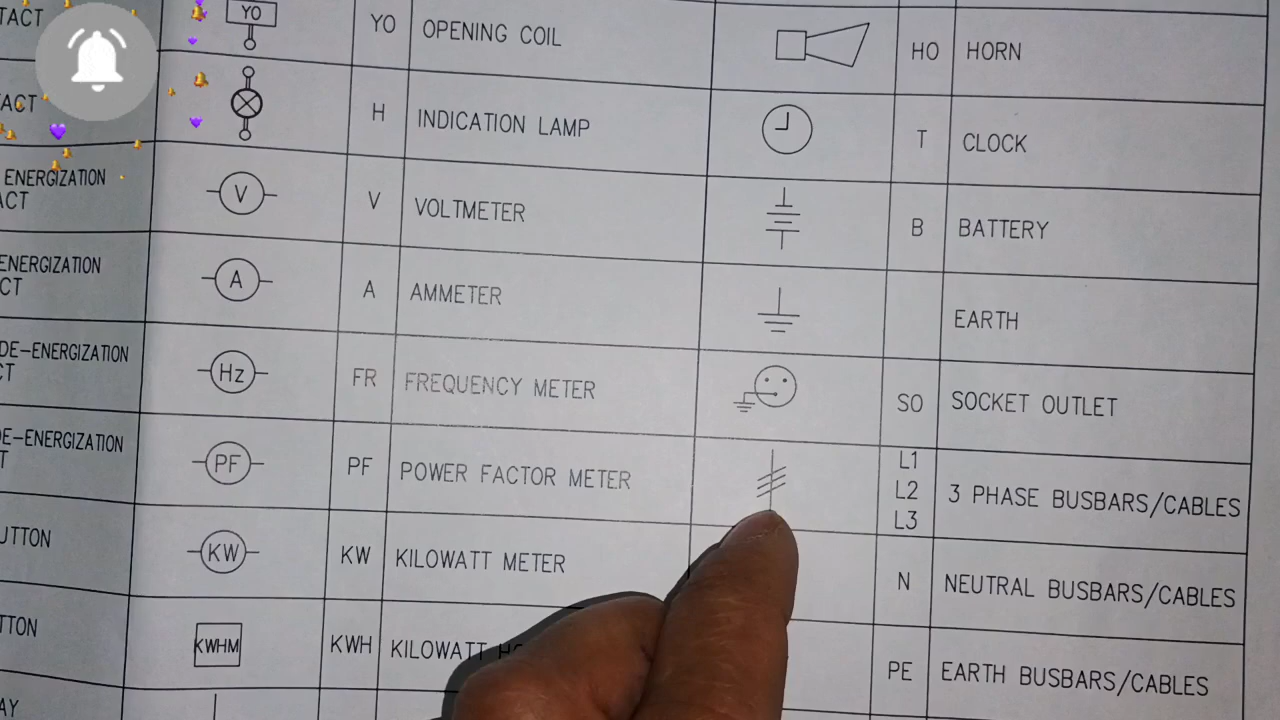 TACT
YO
YO
OPENING COIL
HO
HORN
ACT
H
INDICATION LAMP
T
CLOCK
ENERGIZATION
ACT
V
V
VOLTMETER
B
BATTERY
ENERGIZATION
CT
A
A
AMMETER
EARTH
DE-ENERGIZATION
CT
Hz
FR
FREQUENCY METER
SO
SOCKET OUTLET
DE-ENERGIZATION
T
PF
PF
POWER FACTOR METER
L1
L2
L3
3 PHASE BUSBARS/CABLES
UTTON
KW
KW
KILOWATT METER
N
NEUTRAL BUSBARS/CABLES
TTON
KWHM
KWH
KILOWATT HO
PE
EARTH BUSBARS/CABLES
AY